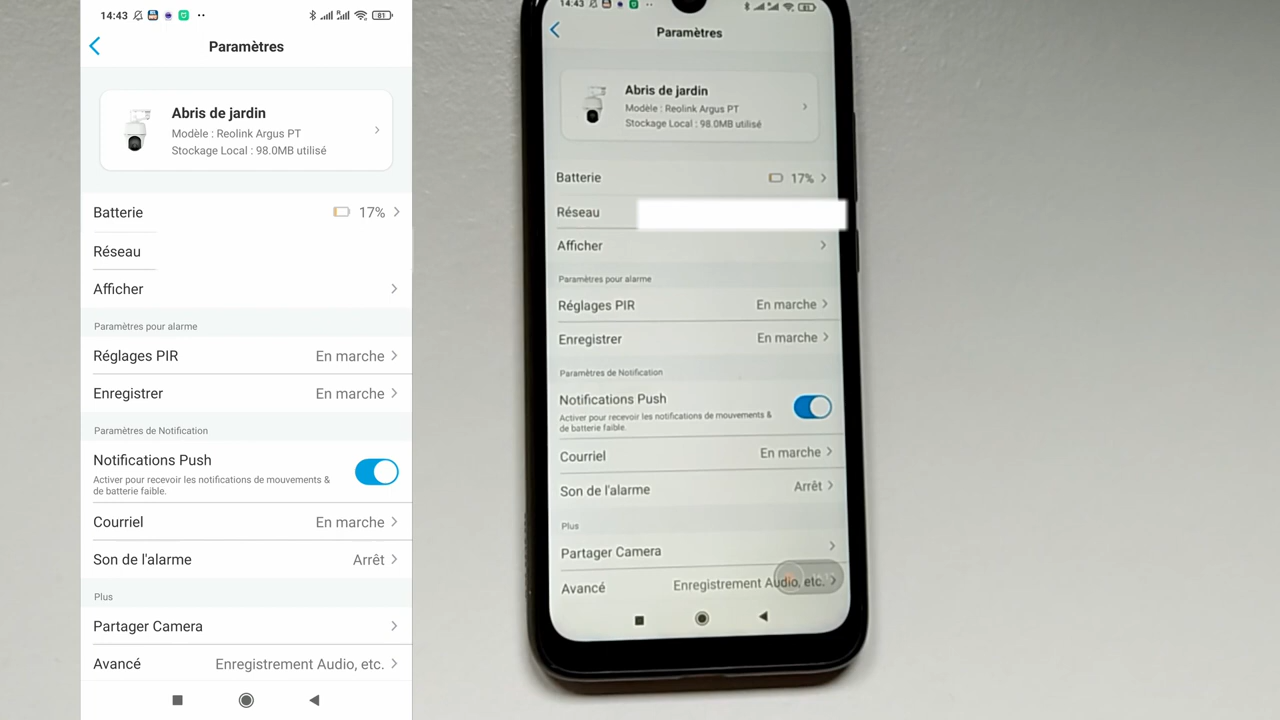 14:43
81
Paramètres
Abris de jardin
Modèle : Reolink Argus PT
Stockage Local : 98.0MB utilisé
Batterie 17%
Réseau
Afficher
Paramètres pour alarme
Réglages PIR En marche
Enregistrer En marche
Paramètres de Notification
Notifications Push
Activer pour recevoir les notifications de mouvements &
de batterie faible.
Courriel En marche
Son de l'alarme Arrêt
Plus
Partager Camera
Avancé Enregistrement Audio, etc.
14:43
81
Paramètres
Abris de jardin
Modèle : Reolink Argus PT
Stockage Local : 98.0MB utilisé
Batterie 17%
Réseau
Afficher
Paramètres pour alarme
Réglages PIR En marche
Enregistrer En marche
Paramètres de Notification
Notifications Push
Activer pour recevoir les notifications de mouvements &
de batterie faible.
Courriel En marche
Son de l'alarme Arrêt
Plus
Partager Camera
Avancé Enregistrement Audio, etc.